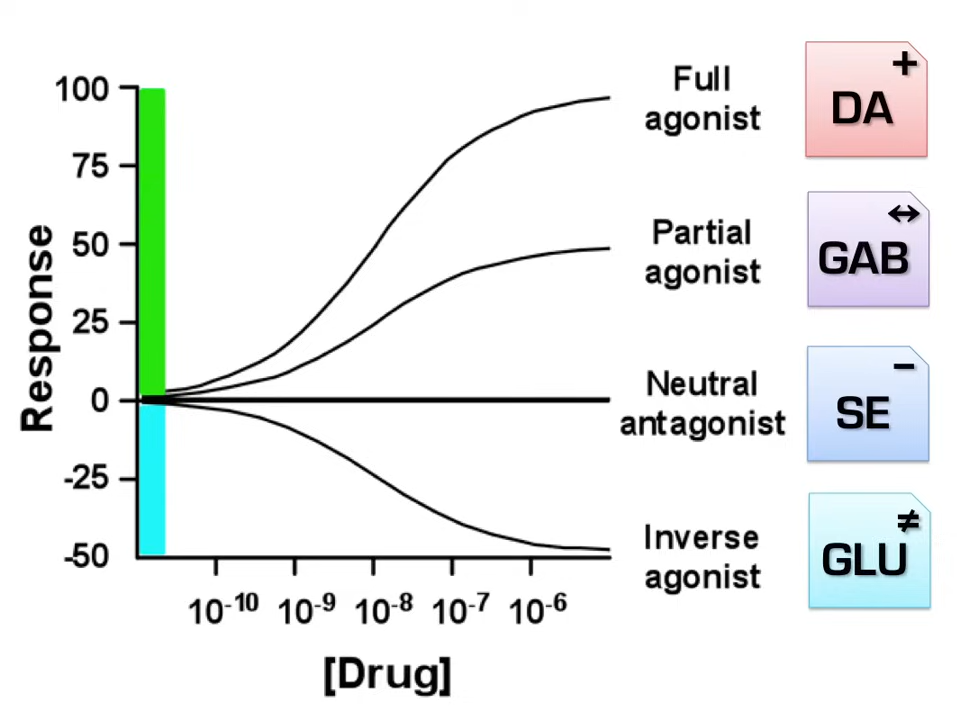 100
75
50
25
0
-25
-50
Response
10-10
10-9
10-8
10-7
10-6
[Drug]
Full
agonist
Partial
agonist
Neutral
antagonist
Inverse
agonist
+
DA
↔
GAB
−
SE
≠
GLU